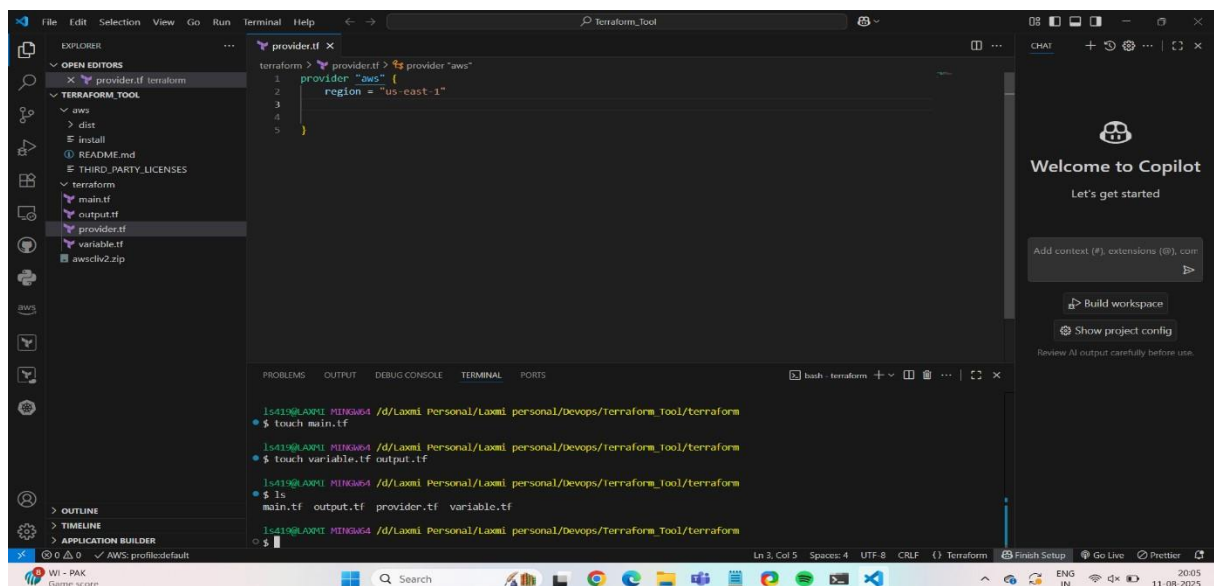 File Edit Selection View Go Run Terminal Help
Terraform_Tool
EXPLORER
OPEN EDITORS
provider.tf terraform
TERRAFORM_TOOL
aws
dist
install
README.md
THIRD_PARTY_LICENSES
terraform
main.tf
output.tf
provider.tf
variable.tf
awscliv2.zip
OUTLINE
TIMELINE
APPLICATION BUILDER
aws
provider.tf
terraform > provider.tf > provider "aws"
1 provider "aws" {
2 region = "us-east-1"
3
4
5 }
PROBLEMS OUTPUT DEBUG CONSOLE TERMINAL PORTS
bash - terraform
ls419@LAXMI MINGW64 /d/Laxmi Personal/Laxmi personal/Devops/Terraform_Tool/terraform
$ touch main.tf
ls419@LAXMI MINGW64 /d/Laxmi Personal/Laxmi personal/Devops/Terraform_Tool/terraform
$ touch variable.tf output.tf
ls419@LAXMI MINGW64 /d/Laxmi Personal/Laxmi personal/Devops/Terraform_Tool/terraform
$ ls
main.tf output.tf provider.tf variable.tf
ls419@LAXMI MINGW64 /d/Laxmi Personal/Laxmi personal/Devops/Terraform_Tool/terraform
$
CHAT
Welcome to Copilot
Let's get started
Add context (#), extensions (@), com
Build workspace
Show project config
Review AI output carefully before use.
0 0 AWS: profile:default
Ln 3, Col 5 Spaces: 4 UTF-8 CRLF {} Terraform Finish Setup Go Live Prettier
WI - PAK
Game score
Search
ENG
IN
20:05
11-08-2025